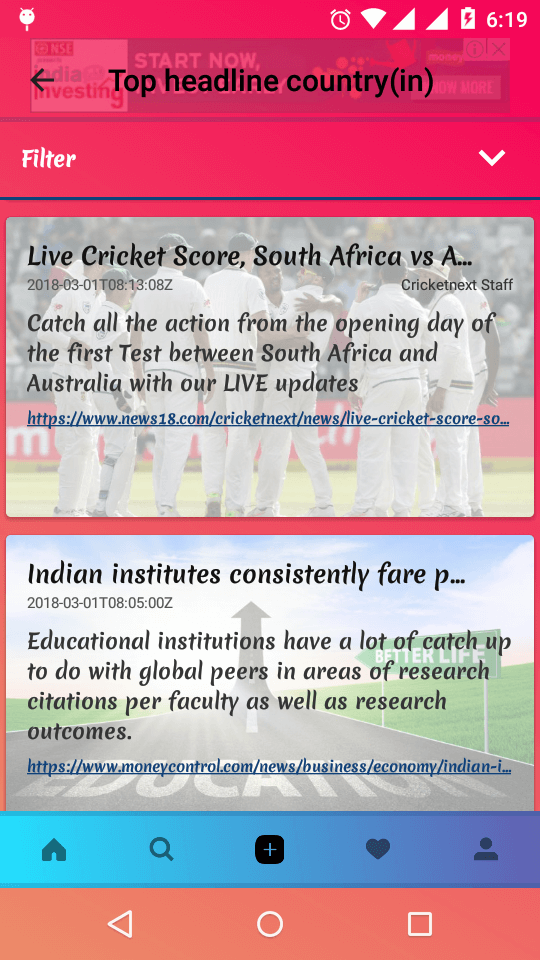 6:19
NSE
india
investing
START NOW,
money
KNOW MORE
Top headline country(in)
Filter
Live Cricket Score, South Africa vs A...
2018-03-01T08:13:08Z
Cricketnext Staff
Catch all the action from the opening day of
the first Test between South Africa and
Australia with our LIVE updates
https://www.news18.com/cricketnext/news/live-cricket-score-so...
Indian institutes consistently fare p...
2018-03-01T08:05:00Z
Educational institutions have a lot of catch up
to do with global peers in areas of research
citations per faculty as well as research
outcomes.
BETTER LIFE
https://www.moneycontrol.com/news/business/economy/indian-i...
EDUCATION